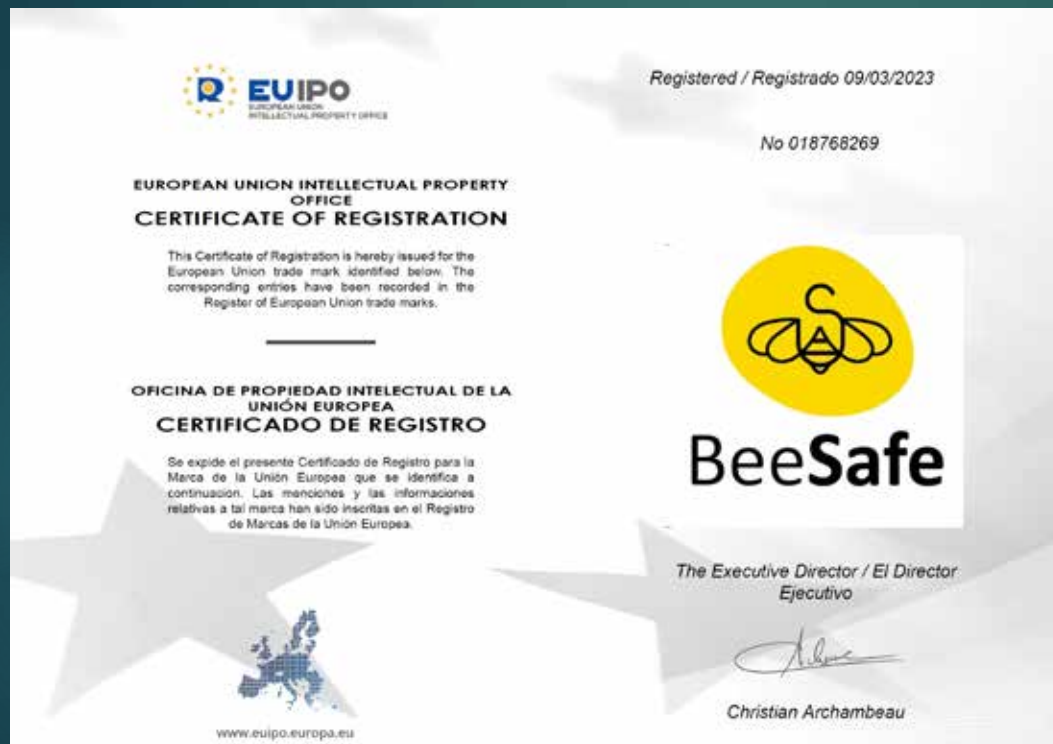 EUIPO
EUROPEAN UNION
INTELLECTUAL PROPERTY OFFICE
EUROPEAN UNION INTELLECTUAL PROPERTY
OFFICE
CERTIFICATE OF REGISTRATION
This Certificate of Registration is hereby issued for the
European Union trade mark identified below. The
corresponding entries have been recorded in the
Register of European Union trade marks.
OFICINA DE PROPIEDAD INTELECTUAL DE LA
UNIÓN EUROPEA
CERTIFICADO DE REGISTRO
Se expide el presente Certificado de Registro para la
Marca de la Unión Europea que se identifica a
continuación. Las menciones y las informaciones
relativas a tal marca han sido inscritas en el Registro
de Marcas de la Unión Europea.
www.euipo.europa.eu
Registered / Registrado 09/03/2023
No 018768269
BeeSafe
The Executive Director / El Director
Ejecutivo
Christian Archambeau